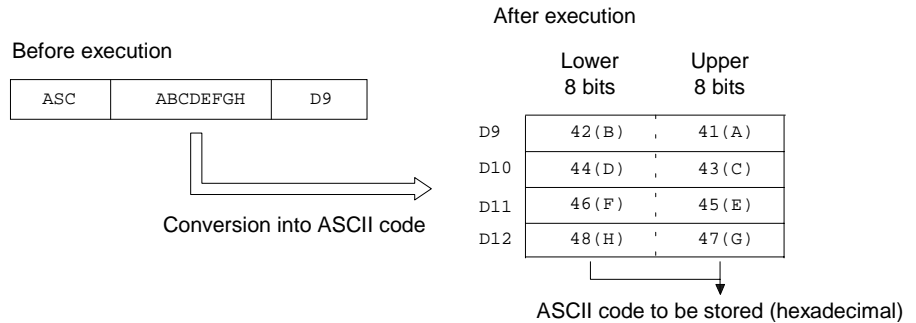 After execution
Before execution
Lower Upper
8 bits 8 bits
ASC ABCDEFGH D9
D9 42(B) 41(A)
D10 44(D) 43(C)
D11 46(F) 45(E)
D12 48(H) 47(G)
Conversion into ASCII code
ASCII code to be stored (hexadecimal)